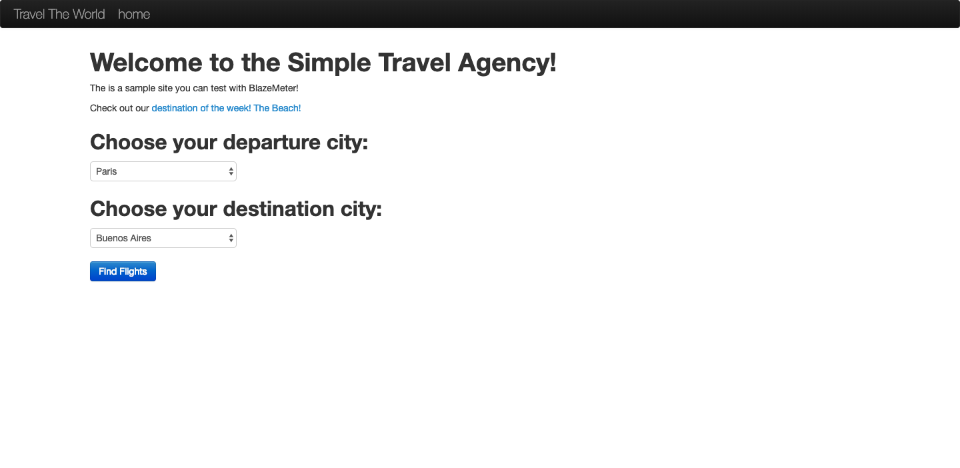 Travel The World home
Welcome to the Simple Travel Agency!
The is a sample site you can test with BlazeMeter!
Check out our destination of the week! The Beach!
Choose your departure city:
Paris
Choose your destination city:
Buenos Aires
Find Flights